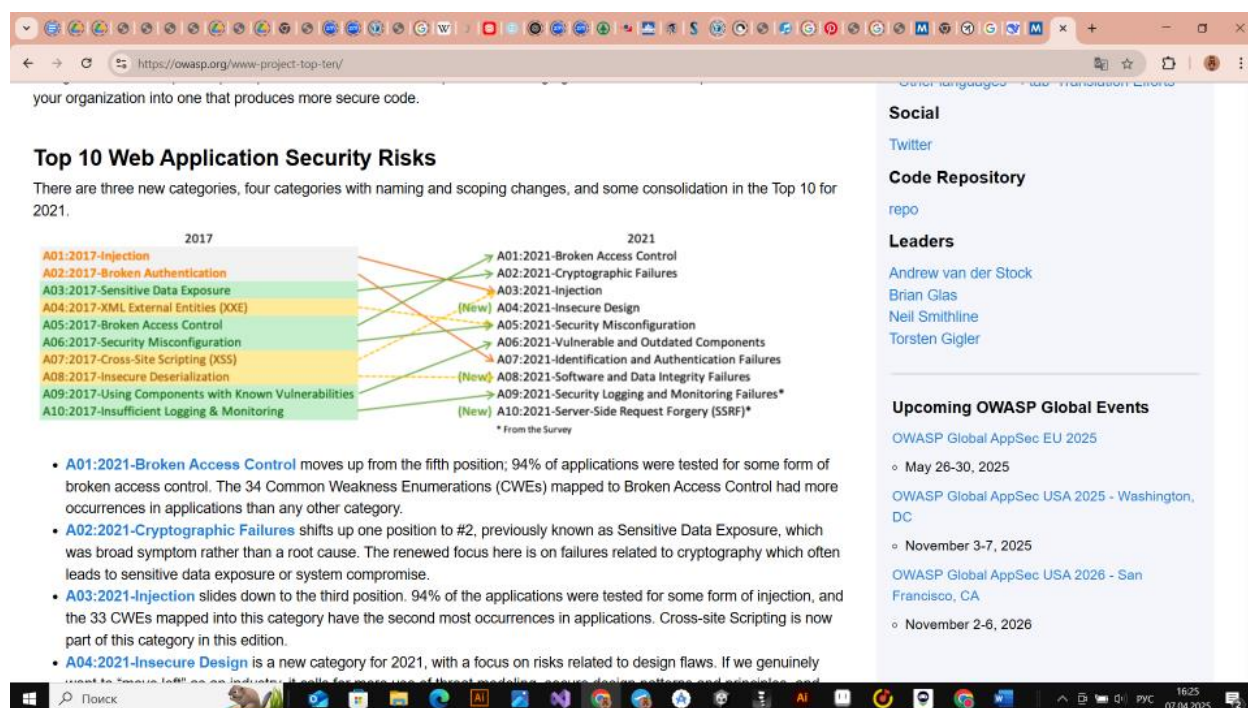 https://owasp.org/www-project-top-ten/
your organization into one that produces more secure code.
Top 10 Web Application Security Risks
There are three new categories, four categories with naming and scoping changes, and some consolidation in the Top 10 for
2021.
2017
A01:2017-Injection
A02:2017-Broken Authentication
A03:2017-Sensitive Data Exposure
A04:2017-XML External Entities (XXE)
A05:2017-Broken Access Control
A06:2017-Security Misconfiguration
A07:2017-Cross-Site Scripting (XSS)
A08:2017-Insecure Deserialization
A09:2017-Using Components with Known Vulnerabilities
A10:2017-Insufficient Logging & Monitoring
2021
A01:2021-Broken Access Control
A02:2021-Cryptographic Failures
A03:2021-Injection
(New) A04:2021-Insecure Design
A05:2021-Security Misconfiguration
A06:2021-Vulnerable and Outdated Components
A07:2021-Identification and Authentication Failures
(New) A08:2021-Software and Data Integrity Failures
A09:2021-Security Logging and Monitoring Failures*
(New) A10:2021-Server-Side Request Forgery (SSRF)*
* From the Survey
• A01:2021-Broken Access Control moves up from the fifth position; 94% of applications were tested for some form of
broken access control. The 34 Common Weakness Enumerations (CWEs) mapped to Broken Access Control had more
occurrences in applications than any other category.
• A02:2021-Cryptographic Failures shifts up one position to #2, previously known as Sensitive Data Exposure, which
was broad symptom rather than a root cause. The renewed focus here is on failures related to cryptography which often
leads to sensitive data exposure or system compromise.
• A03:2021-Injection slides down to the third position. 94% of the applications were tested for some form of injection, and
the 33 CWEs mapped into this category have the second most occurrences in applications. Cross-site Scripting is now
part of this category in this edition.
• A04:2021-Insecure Design is a new category for 2021, with a focus on risks related to design flaws. If we genuinely
Social
Twitter
Code Repository
repo
Leaders
Andrew van der Stock
Brian Glas
Neil Smithline
Torsten Gigler
Upcoming OWASP Global Events
OWASP Global AppSec EU 2025
◦ May 26-30, 2025
OWASP Global AppSec USA 2025 - Washington,
DC
◦ November 3-7, 2025
OWASP Global AppSec USA 2026 - San
Francisco, CA
◦ November 2-6, 2026
Поиск
РУС
16:25
07.04.2025